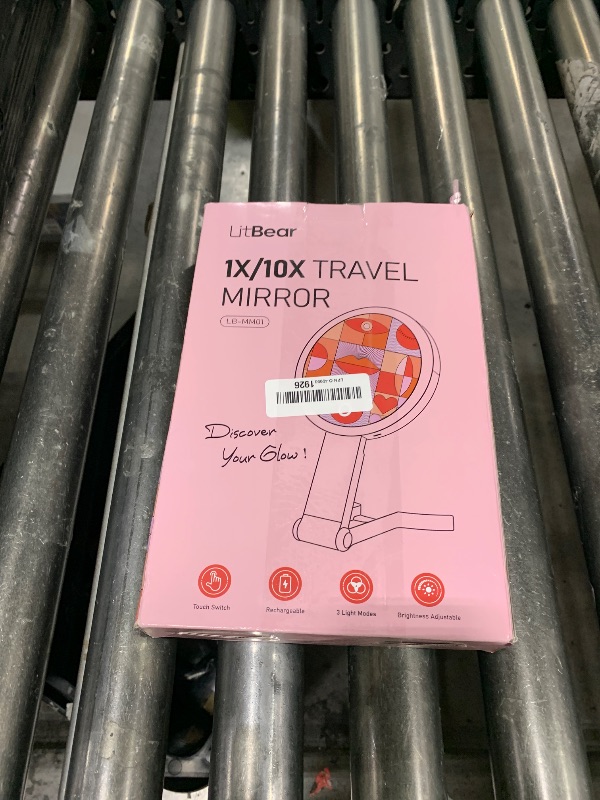 LitBear
1X/10X TRAVEL
MIRROR
LB-MM01
1926
Discover
Your Glow!
Touch Switch
Rechargeable
3 Light Modes
Brightness Adjustable